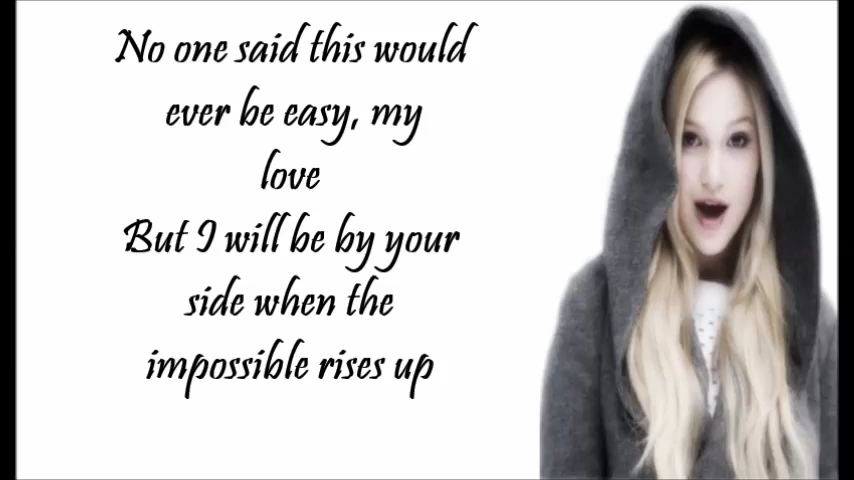 No one said this would
ever be easy, my
love
But I will be by your
side when the
impossible rises up